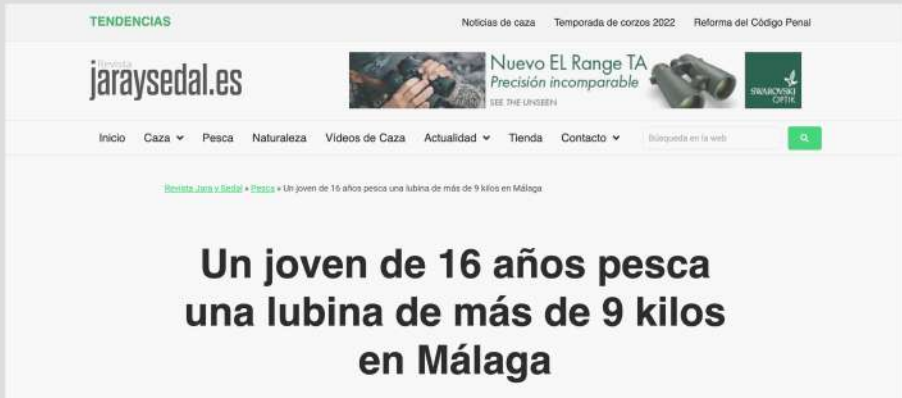 TENDENCIAS
Noticias de caza Temporada de corzos 2022 Reforma del Código Penal
Revista
jaraysedal.es
Nuevo EL Range TA
Precisión incomparable
SEE THE UNSEEN
SWAROVSKI
OPTIK
Inicio Caza Pesca Naturaleza Vídeos de Caza Actualidad Tienda Contacto Búsqueda en la web
Revista Jara y Sedal » Pesca » Un joven de 16 años pesca una lubina de más de 9 kilos en Málaga
Un joven de 16 años pesca
una lubina de más de 9 kilos
en Málaga